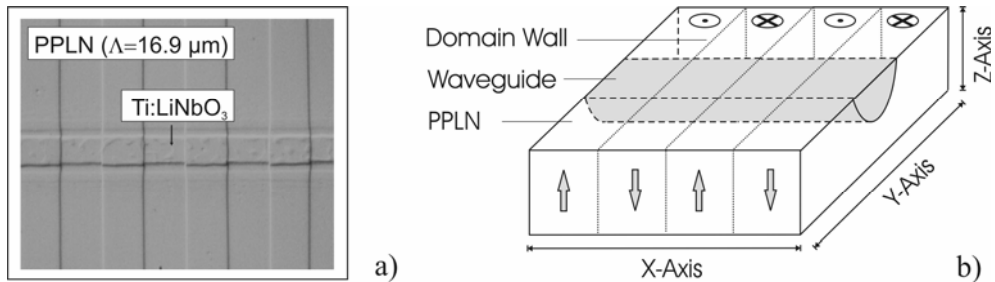 PPLN (Λ=16.9 µm)
Ti:LiNbO₃
a)
Domain Wall
Waveguide
PPLN
X-Axis
Y-Axis
Z-Axis
b)